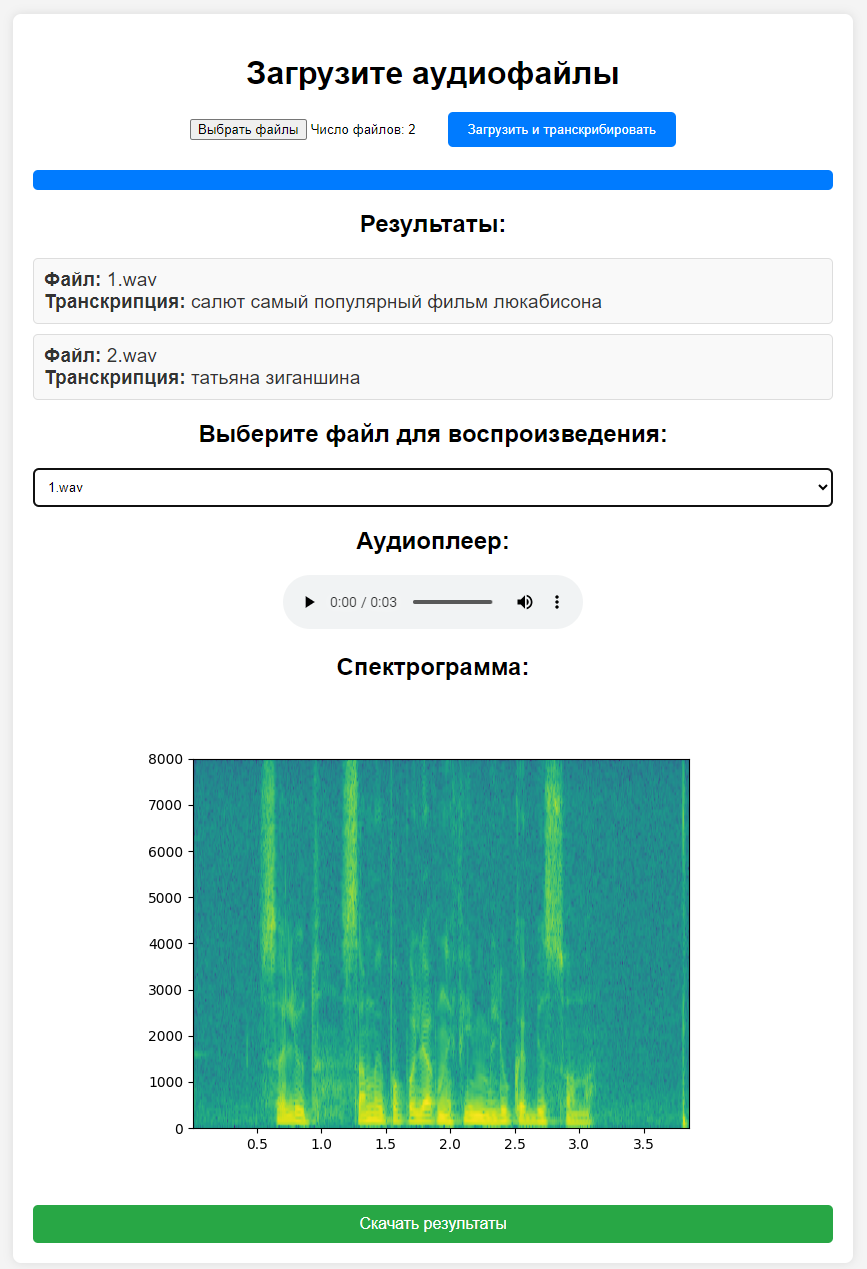 Загрузите аудиофайлы
Выбрать файлы Число файлов: 2 Загрузить и транскрибировать
Результаты:
Файл: 1.wav
Транскрипция: салют самый популярный фильм люкабисона
Файл: 2.wav
Транскрипция: татьяна зиганшина
Выберите файл для воспроизведения:
1.wav
Аудиоплеер:
0:00 / 0:03
Спектрограмма:
8000
7000
6000
5000
4000
3000
2000
1000
0
0.5 1.0 1.5 2.0 2.5 3.0 3.5
Скачать результаты